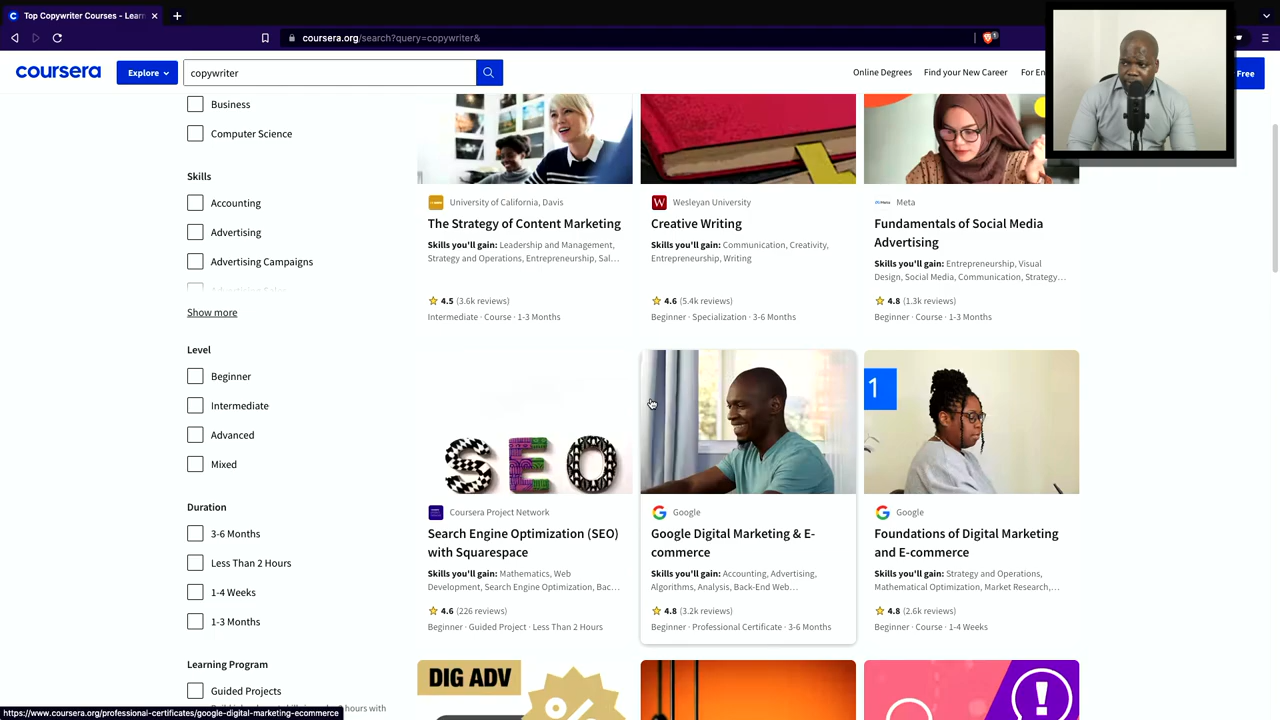 Top Copywriter Courses - Learn
coursera.org/search?query=copywriter&
coursera
Explore
copywriter
Online Degrees
Find your New Career
For En
Free
Business
Computer Science
Skills
Accounting
Advertising
Advertising Campaigns
Show more
Level
Beginner
Intermediate
Advanced
Mixed
Duration
3-6 Months
Less Than 2 Hours
1-4 Weeks
1-3 Months
Learning Program
Guided Projects
University of California, Davis
The Strategy of Content Marketing
Skills you'll gain: Leadership and Management,
Strategy and Operations, Entrepreneurship, Sal...
4.5 (3.6k reviews)
Intermediate · Course · 1-3 Months
W Wesleyan University
Creative Writing
Skills you'll gain: Communication, Creativity,
Entrepreneurship, Writing
4.6 (5.4k reviews)
Beginner · Specialization · 3-6 Months
Meta Meta
Fundamentals of Social Media
Advertising
Skills you'll gain: Entrepreneurship, Visual
Design, Social Media, Communication, Strategy...
4.8 (1.3k reviews)
Beginner · Course · 1-3 Months
SEO
Coursera Project Network
Search Engine Optimization (SEO)
with Squarespace
Skills you'll gain: Mathematics, Web
Development, Search Engine Optimization, Bac...
4.6 (226 reviews)
Beginner · Guided Project · Less Than 2 Hours
G Google
Google Digital Marketing & E-
commerce
Skills you'll gain: Accounting, Advertising,
Algorithms, Analysis, Back-End Web...
4.8 (3.2k reviews)
Beginner · Professional Certificate · 3-6 Months
1
G Google
Foundations of Digital Marketing
and E-commerce
Skills you'll gain: Strategy and Operations,
Mathematical Optimization, Market Research,...
4.8 (2.6k reviews)
Beginner · Course · 1-4 Weeks
DIG ADV
%
!
hours with
https://www.coursera.org/professional-certificates/google-digital-marketing-ecommerce